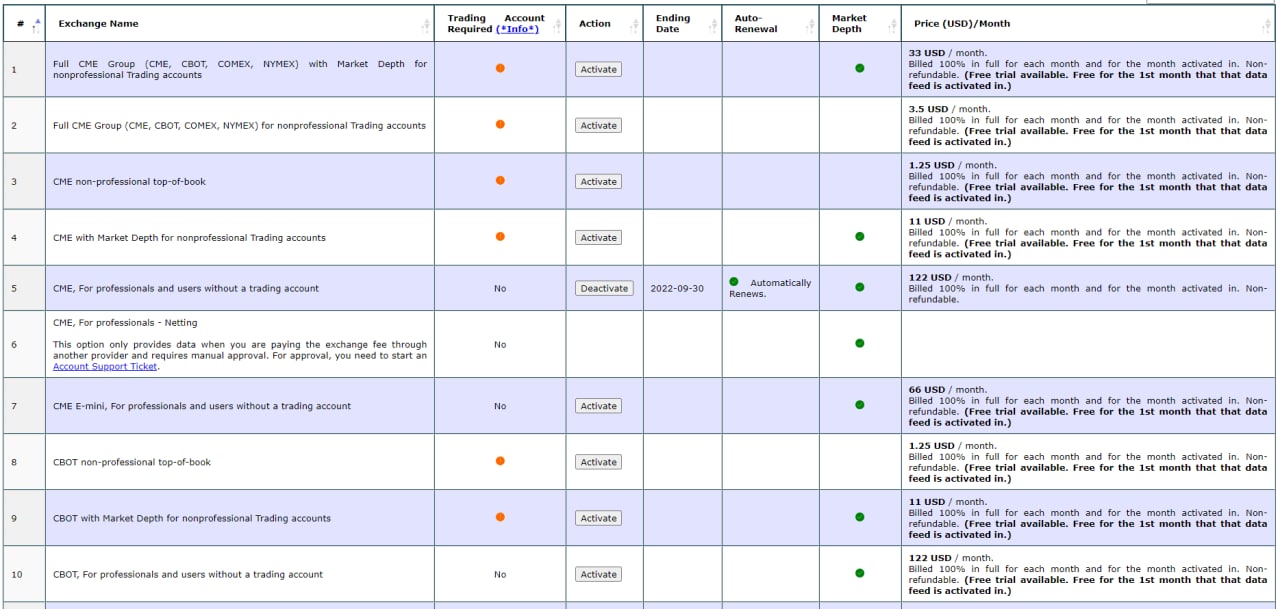 # Exchange Name Trading Account Required (*Info*) Action Ending Date Auto-Renewal Market Depth Price (USD)/Month
1
Full CME Group (CME, CBOT, COMEX, NYMEX) with Market Depth for
nonprofessional Trading accounts
Activate
33 USD / month.
Billed 100% in full for each month and for the month activated in. Non-
refundable. (Free trial available. Free for the 1st month that that data
feed is activated in.)
2
Full CME Group (CME, CBOT, COMEX, NYMEX) for nonprofessional Trading accounts
Activate
3.5 USD / month.
Billed 100% in full for each month and for the month activated in. Non-
refundable. (Free trial available. Free for the 1st month that that data
feed is activated in.)
3
CME non-professional top-of-book
Activate
1.25 USD / month.
Billed 100% in full for each month and for the month activated in. Non-
refundable. (Free trial available. Free for the 1st month that that data
feed is activated in.)
4
CME with Market Depth for nonprofessional Trading accounts
Activate
11 USD / month.
Billed 100% in full for each month and for the month activated in. Non-
refundable. (Free trial available. Free for the 1st month that that data
feed is activated in.)
5
CME, For professionals and users without a trading account
No
Deactivate
2022-09-30
Automatically
Renews.
122 USD / month.
Billed 100% in full for each month and for the month activated in. Non-
refundable.
6
CME, For professionals - Netting
This option only provides data when you are paying the exchange fee through
another provider and requires manual approval. For approval, you need to start an
Account Support Ticket.
No
7
CME E-mini, For professionals and users without a trading account
No
Activate
66 USD / month.
Billed 100% in full for each month and for the month activated in. Non-
refundable. (Free trial available. Free for the 1st month that that data
feed is activated in.)
8
CBOT non-professional top-of-book
Activate
1.25 USD / month.
Billed 100% in full for each month and for the month activated in. Non-
refundable. (Free trial available. Free for the 1st month that that data
feed is activated in.)
9
CBOT with Market Depth for nonprofessional Trading accounts
Activate
11 USD / month.
Billed 100% in full for each month and for the month activated in. Non-
refundable. (Free trial available. Free for the 1st month that that data
feed is activated in.)
10
CBOT, For professionals and users without a trading account
No
Activate
122 USD / month.
Billed 100% in full for each month and for the month activated in. Non-
refundable. (Free trial available. Free for the 1st month that that data
feed is activated in.)